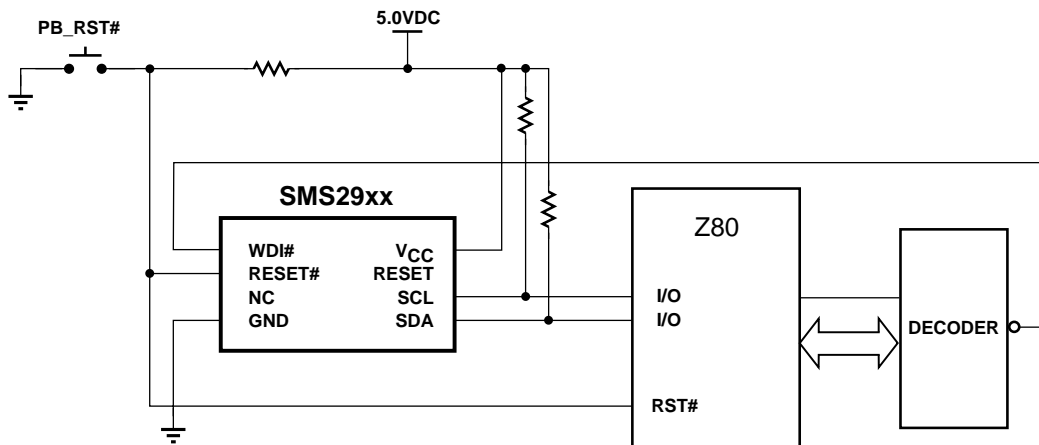 5.0VDC
PB_RST#
SMS29xx
Z80
WDI# VCC
RESET# RESET
NC SCL I/O
GND SDA I/O
DECODER
RST#